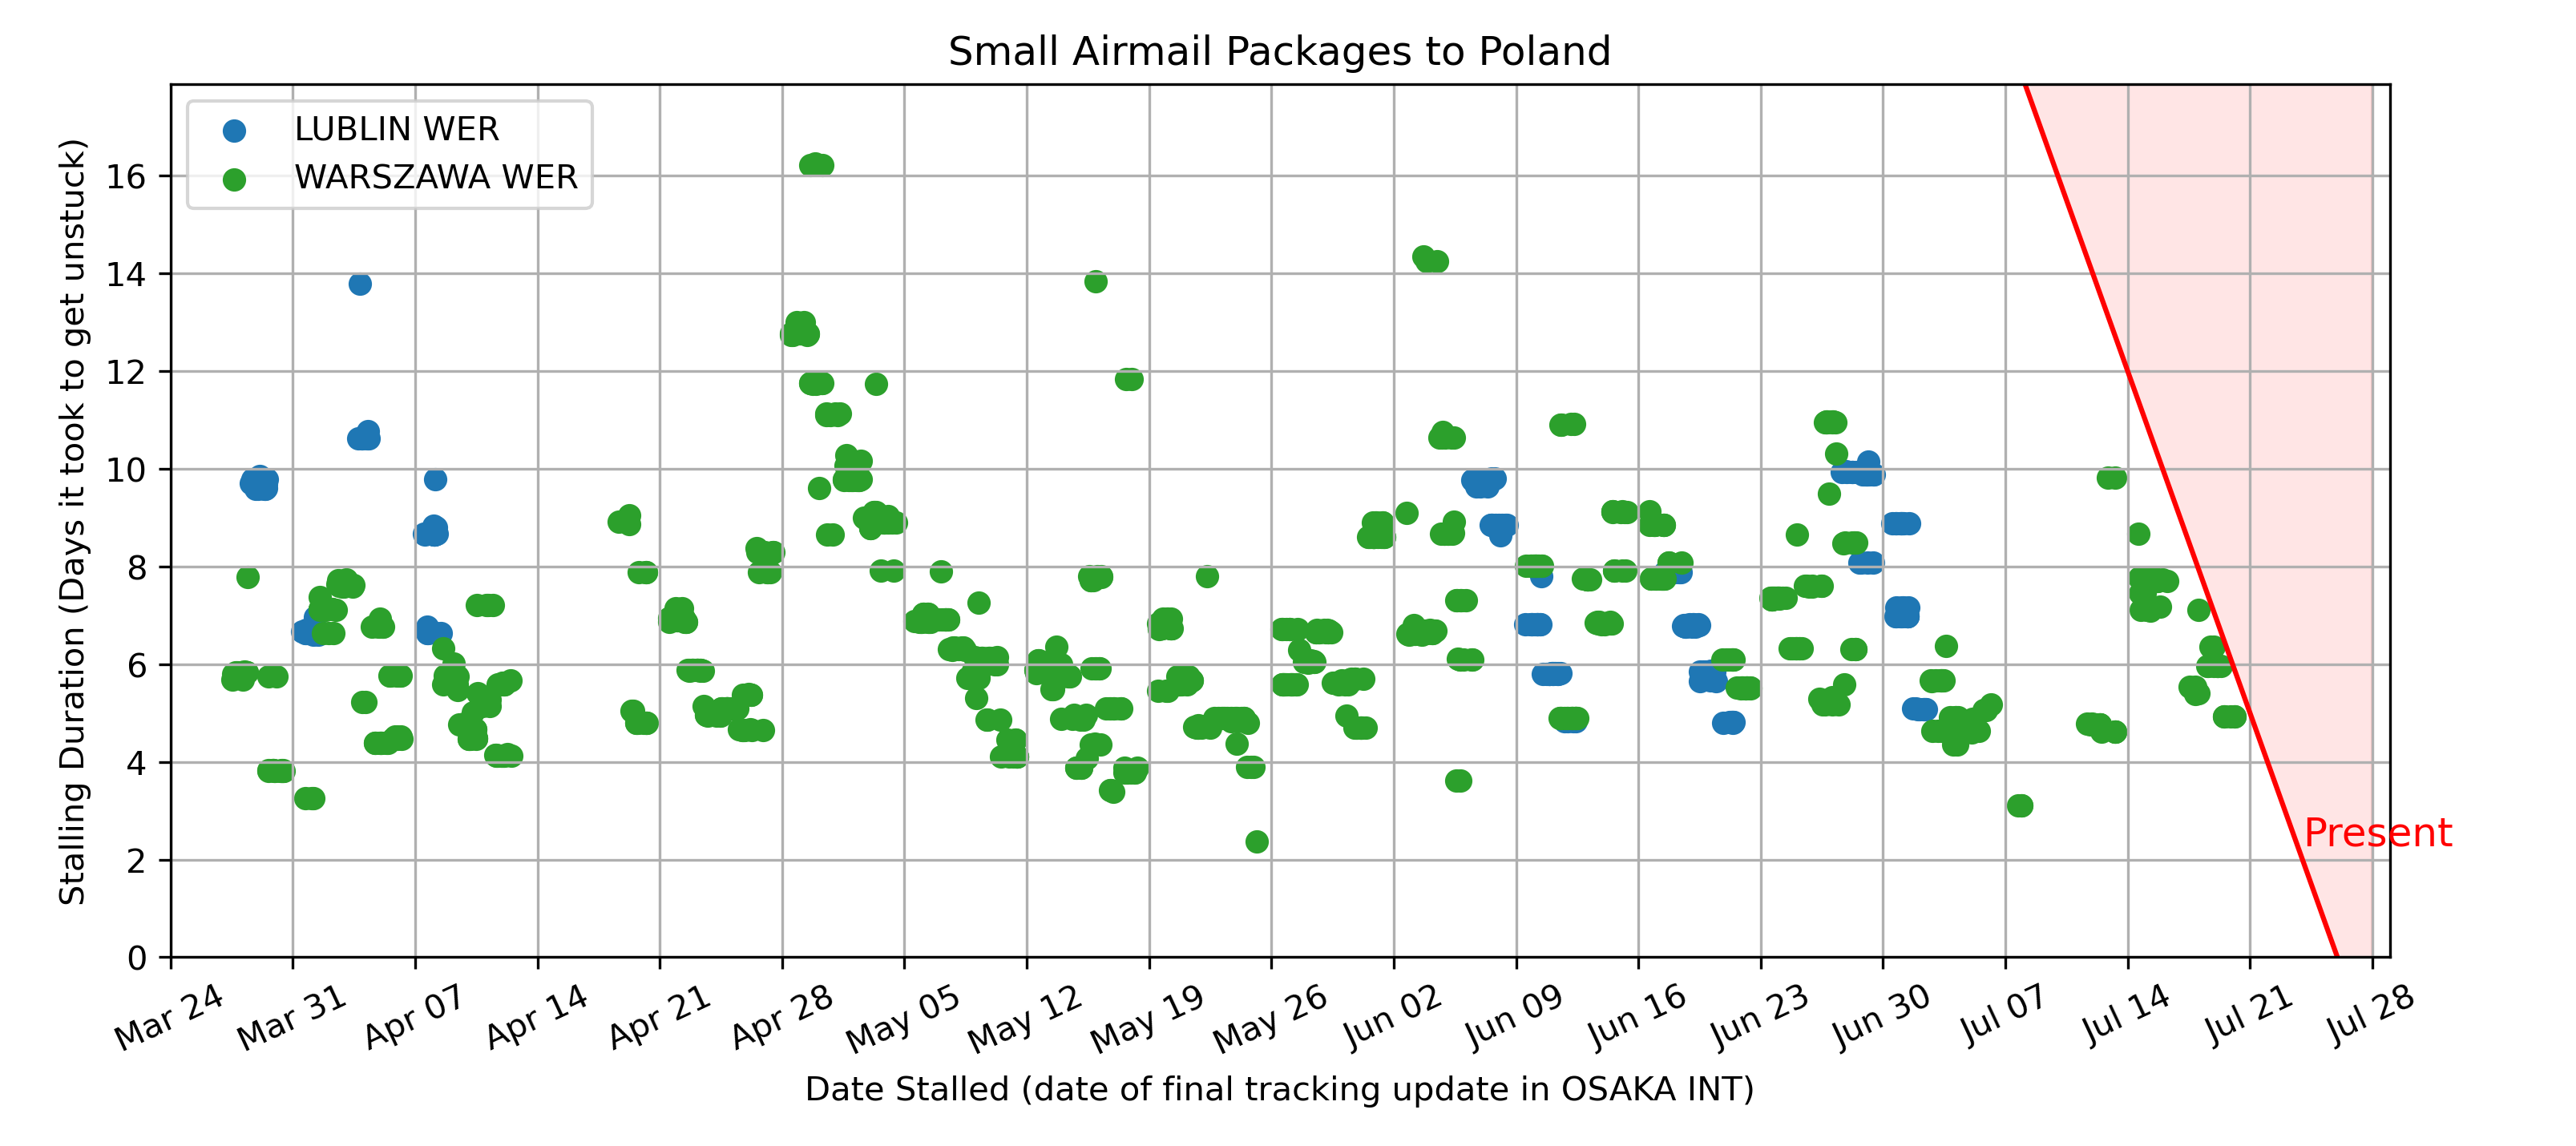 Small Airmail Packages to Poland
LUBLIN WER
WARSZAWA WER
Stalling Duration (Days it took to get unstuck)
16
14
12
10
8
6
4
2
0
Present
Mar 24
Mar 31
Apr 07
Apr 14
Apr 21
Apr 28
May 05
May 12
May 19
May 26
Jun 02
Jun 09
Jun 16
Jun 23
Jun 30
Jul 07
Jul 14
Jul 21
Jul 28
Date Stalled (date of final tracking update in OSAKA INT)